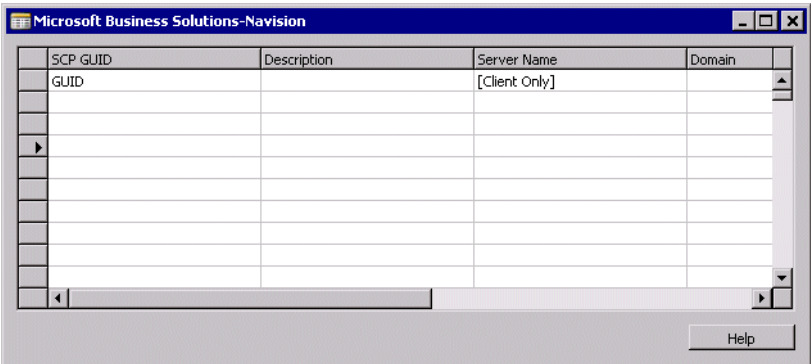 Microsoft Business Solutions-Navision
SCP GUID Description Server Name Domain
GUID [Client Only]
Help